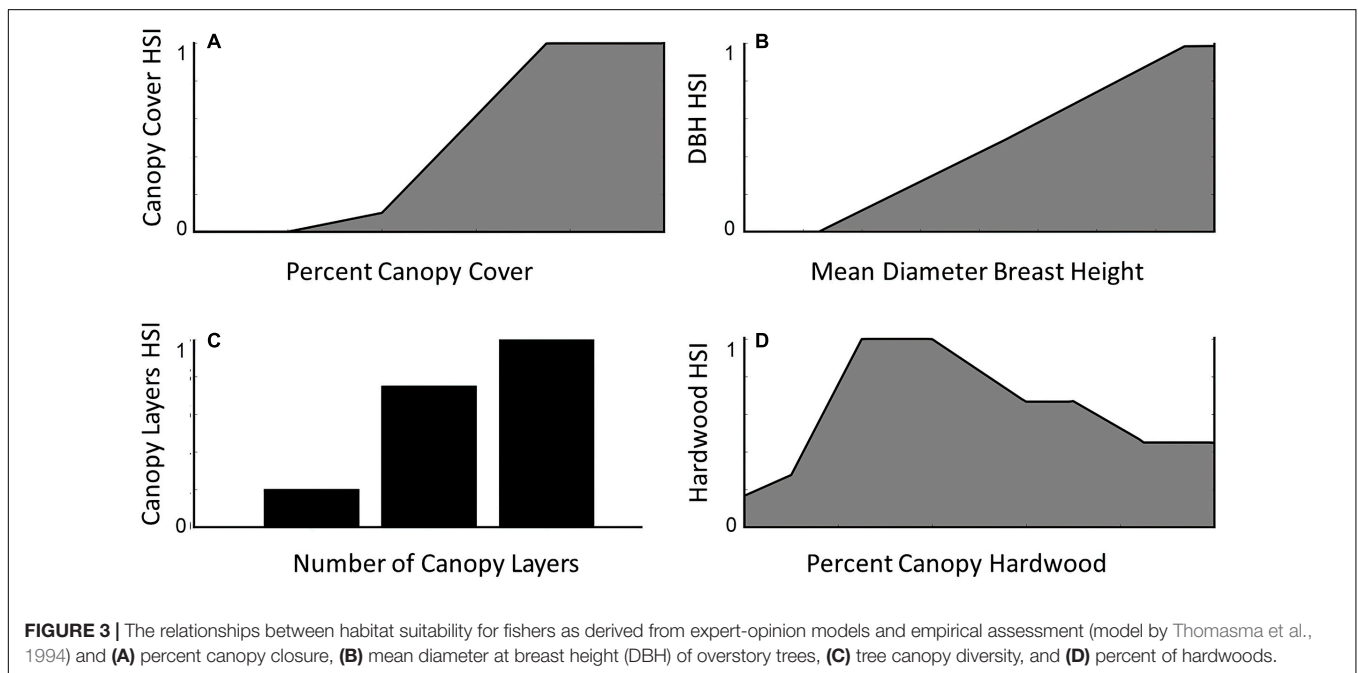 A
Canopy Cover HSI
1
0
Percent Canopy Cover
B
DBH HSI
1
0
Mean Diameter Breast Height
C
Canopy Layers HSI
1
0
Number of Canopy Layers
D
Hardwood HSI
1
0
Percent Canopy Hardwood
FIGURE 3 | The relationships between habitat suitability for fishers as derived from expert-opinion models and empirical assessment (model by Thomasma et al.,
1994) and (A) percent canopy closure, (B) mean diameter at breast height (DBH) of overstory trees, (C) tree canopy diversity, and (D) percent of hardwoods.